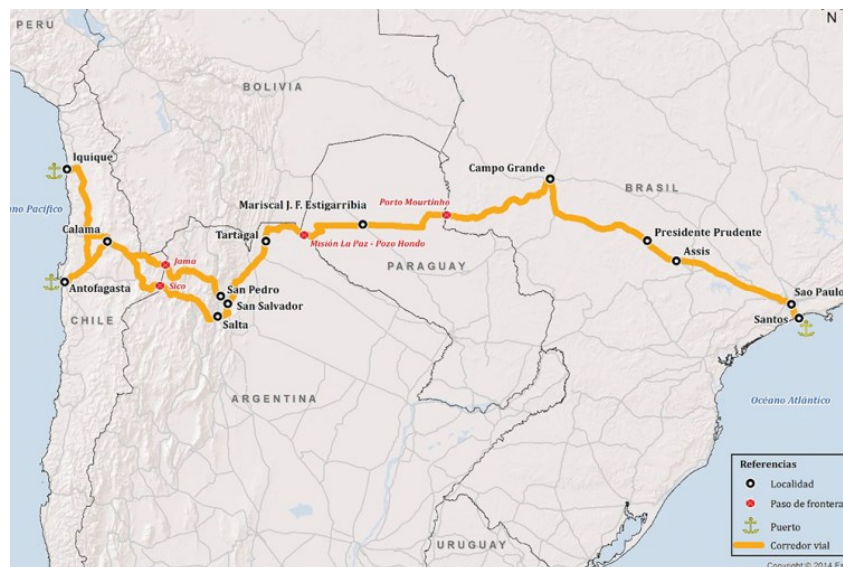 PERU
N
BOLIVIA
Iquique
Campo Grande
BRASIL
Mariscal J. F. Estigarribia
Porto Mourtinho
ano Pacífico
Calama
Tartagal
Presidente Prudente
Misión La Paz - Pozo Hondo
Assis
Jama
PARAGUAY
Antofagasta
Sico
San Pedro
San Salvador
Sao Paulo
CHILE
Salta
Santos
ARGENTINA
Océano Atlántico
Referencias
Localidad
Paso de frontera
Puerto
URUGUAY
Corredor vial
Copyright © 2014 Es